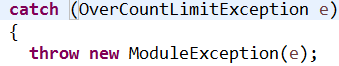 catch (OverCountLimitException e)
{
  throw new ModuleException(e);